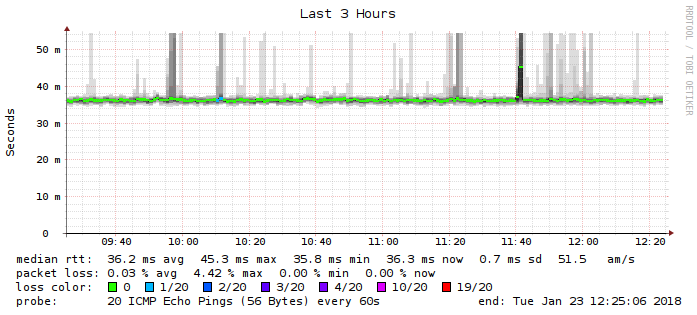 Last 3 Hours
RRDTOOL / TOBI OETIKER
Seconds
50 m
40 m
30 m
20 m
10 m
0
09:40 10:00 10:20 10:40 11:00 11:20 11:40 12:00 12:20
median rtt: 36.2 ms avg 45.3 ms max 35.8 ms min 36.3 ms now 0.7 ms sd 51.5 am/s
packet loss: 0.03 % avg 4.42 % max 0.00 % min 0.00 % now
loss color: 0 1/20 2/20 3/20 4/20 10/20 19/20
probe: 20 ICMP Echo Pings (56 Bytes) every 60s end: Tue Jan 23 12:25:06 2018